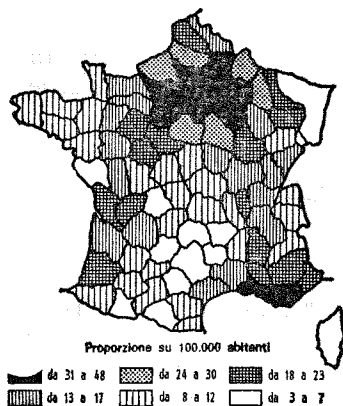 Proporzione su 100.000 abitanti
da 31 a 48 da 24 a 30 da 18 a 23
da 13 a 17 da 8 a 12 da 3 a 7